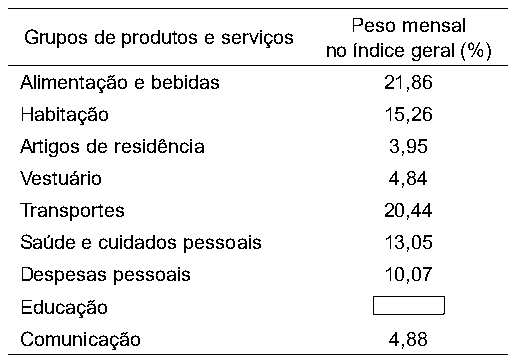 Grupos de produtos e serviços
Peso mensal
no índice geral (%)
Alimentação e bebidas 21,86
Habitação 15,26
Artigos de residência 3,95
Vestuário 4,84
Transportes 20,44
Saúde e cuidados pessoais 13,05
Despesas pessoais 10,07
Educação
Comunicação 4,88